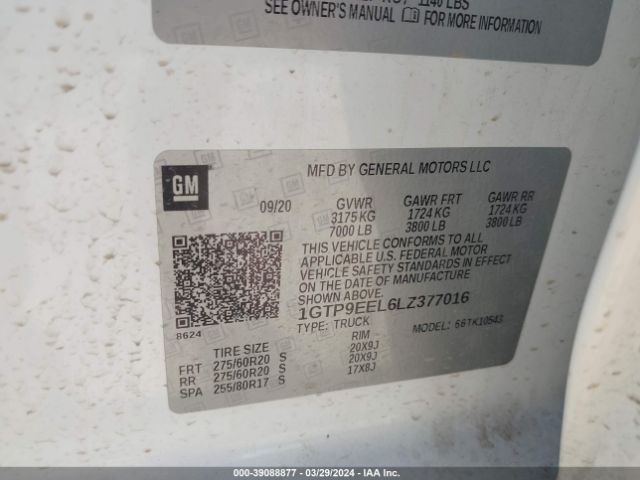 1140 LBS
SEE OWNER'S MANUAL FOR MORE INFORMATION
GM
MFD BY GENERAL MOTORS LLC
09/20 GVWR GAWR FRT GAWR RR
3175 KG 1724 KG 1724 KG
7000 LB 3800 LB 3800 LB
THIS VEHICLE CONFORMS TO ALL
APPLICABLE U.S. FEDERAL MOTOR
VEHICLE SAFETY STANDARDS IN EFFECT
ON THE DATE OF MANUFACTURE
SHOWN ABOVE.
1GTP9EEL6LZ377016
8624
TYPE: TRUCK MODEL: 66TK10543
TIRE SIZE RIM
FRT 275/60R20 S 20X9J
RR 275/60R20 S 20X9J
SPA 255/80R17 S 17X8J
000-39088877 — 03/29/2024 — IAA Inc.